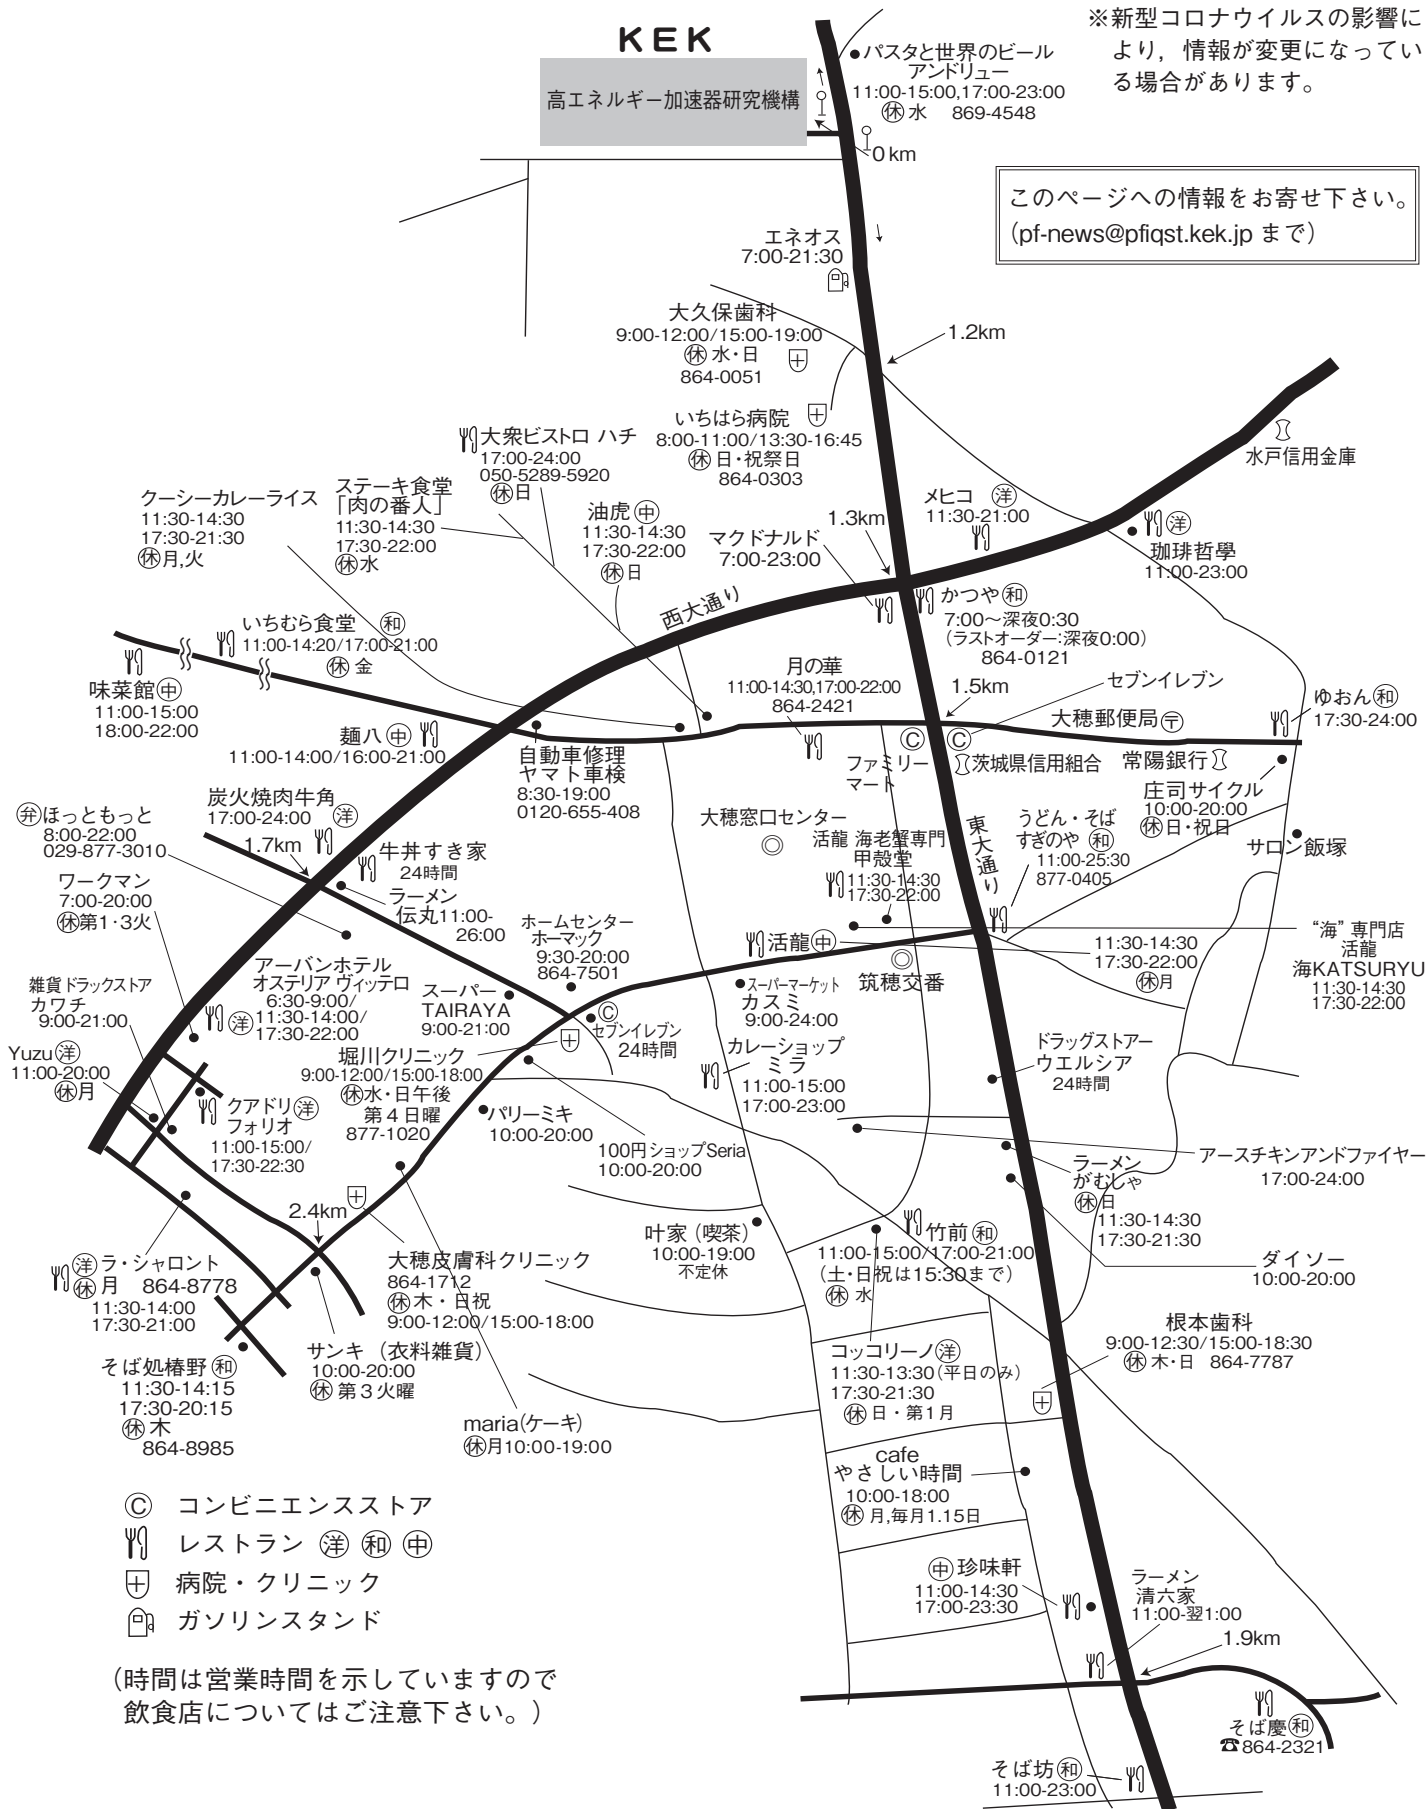 KEK
高エネルギー加速器研究機構
※新型コロナウイルスの影響に
より，情報が変更になってい
る場合があります。
パスタと世界のビール
アンドリュー
11:00-15:00,17:00-23:00
休 水 869-4548
0 km
このページへの情報をお寄せ下さい。
(pf-news@pfiqst.kek.jp まで)
エネオス
7:00-21:30
大久保歯科
9:00-12:00/15:00-19:00
休 水・日
864-0051
1.2km
いちはら病院
8:00-11:00/13:30-16:45
休 日・祝祭日
864-0303
水戸信用金庫
大衆ビストロ ハチ
17:00-24:00
050-5289-5920
休日
ステーキ食堂
「肉の番人」
11:30-14:30
17:30-22:00
休水
クーシーカレーライス
11:30-14:30
17:30-21:30
休月,火
油虎 中
11:30-14:30
17:30-22:00
休日
1.3km
マクドナルド
7:00-23:00
メヒコ 洋
11:30-21:00
洋
珈琲哲學
11:00-23:00
西大通り
かつや 和
7:00～深夜0:30
(ラストオーダー:深夜0:00)
864-0121
いちむら食堂 和
11:00-14:20/17:00-21:00
休 金
味菜館 中
11:00-15:00
18:00-22:00
月の華
11:00-14:30,17:00-22:00
864-2421
1.5km
セブンイレブン
大穂郵便局 〒
ゆおん 和
17:30-24:00
麺八 中
11:00-14:00/16:00-21:00
自動車修理
ヤマト車検
8:30-19:00
0120-655-408
C
C
ファミリー
マート
茨城県信用組合
常陽銀行
庄司サイクル
10:00-20:00
休 日・祝日
炭火焼肉牛角
17:00-24:00 洋
弁 ほっともっと
8:00-22:00
029-877-3010
1.7km
牛丼すき家
24時間
大穂窓口センター
◎
活龍 海老蟹専門
甲殻堂
11:30-14:30
17:30-22:00
東大通り
うどん・そば
すぎのや 和
11:00-25:30
877-0405
サロン飯塚
ワークマン
7:00-20:00
休第1・3火
ラーメン
伝丸11:00-
26:00
ホームセンター
ホーマック
9:30-20:00
864-7501
活龍 中
◎
筑穂交番
11:30-14:30
17:30-22:00
休月
“海” 専門店
活龍
海KATSURYU
11:30-14:30
17:30-22:00
雑貨 ドラックストア
カワチ
9:00-21:00
アーバンホテル
オステリア ヴィッテロ
6:30-9:00/
11:30-14:00/
17:30-22:00
洋
スーパー
TAIRAYA
9:00-21:00
スーパーマーケット
カスミ
9:00-24:00
C
セブンイレブン
24時間
Yuzu 洋
11:00-20:00
休月
堀川クリニック
9:00-12:00/15:00-18:00
休水・日午後
第４日曜
877-1020
カレーショップ
ミラ
11:00-15:00
17:00-23:00
ドラッグストアー
ウエルシア
24時間
クアドリ 洋
フォリオ
11:00-15:00/
17:30-22:30
パリーミキ
10:00-20:00
100円ショップSeria
10:00-20:00
アースチキンアンドファイヤー
17:00-24:00
ラーメン
がむしゃ
休 日
11:30-14:30
17:30-21:30
2.4km
叶家 (喫茶)
10:00-19:00
不定休
竹前 和
11:00-15:00/17:00-21:00
(土・日祝は15:30まで)
休 水
ダイソー
10:00-20:00
洋 ラ・シャロント
休 月 864-8778
11:30-14:00
17:30-21:00
大穂皮膚科クリニック
864-1712
休 木・日祝
9:00-12:00/15:00-18:00
根本歯科
9:00-12:30/15:00-18:30
休 木・日 864-7787
そば処椿野 和
11:30-14:15
17:30-20:15
休 木
864-8985
サンキ (衣料雑貨)
10:00-20:00
休 第３火曜
コッコリーノ 洋
11:30-13:30(平日のみ)
17:30-21:30
休 日・第１月
maria(ケーキ)
休月10:00-19:00
cafe
やさしい時間
10:00-18:00
休 月,毎月1.15日
C コンビニエンスストア
レストラン 洋 和 中
病院・クリニック
ガソリンスタンド
(時間は営業時間を示していますので
飲食店についてはご注意下さい。)
中 珍味軒
11:00-14:30
17:00-23:30
ラーメン
清六家
11:00-翌1:00
1.9km
そば慶 和
☎864-2321
そば坊 和
11:00-23:00